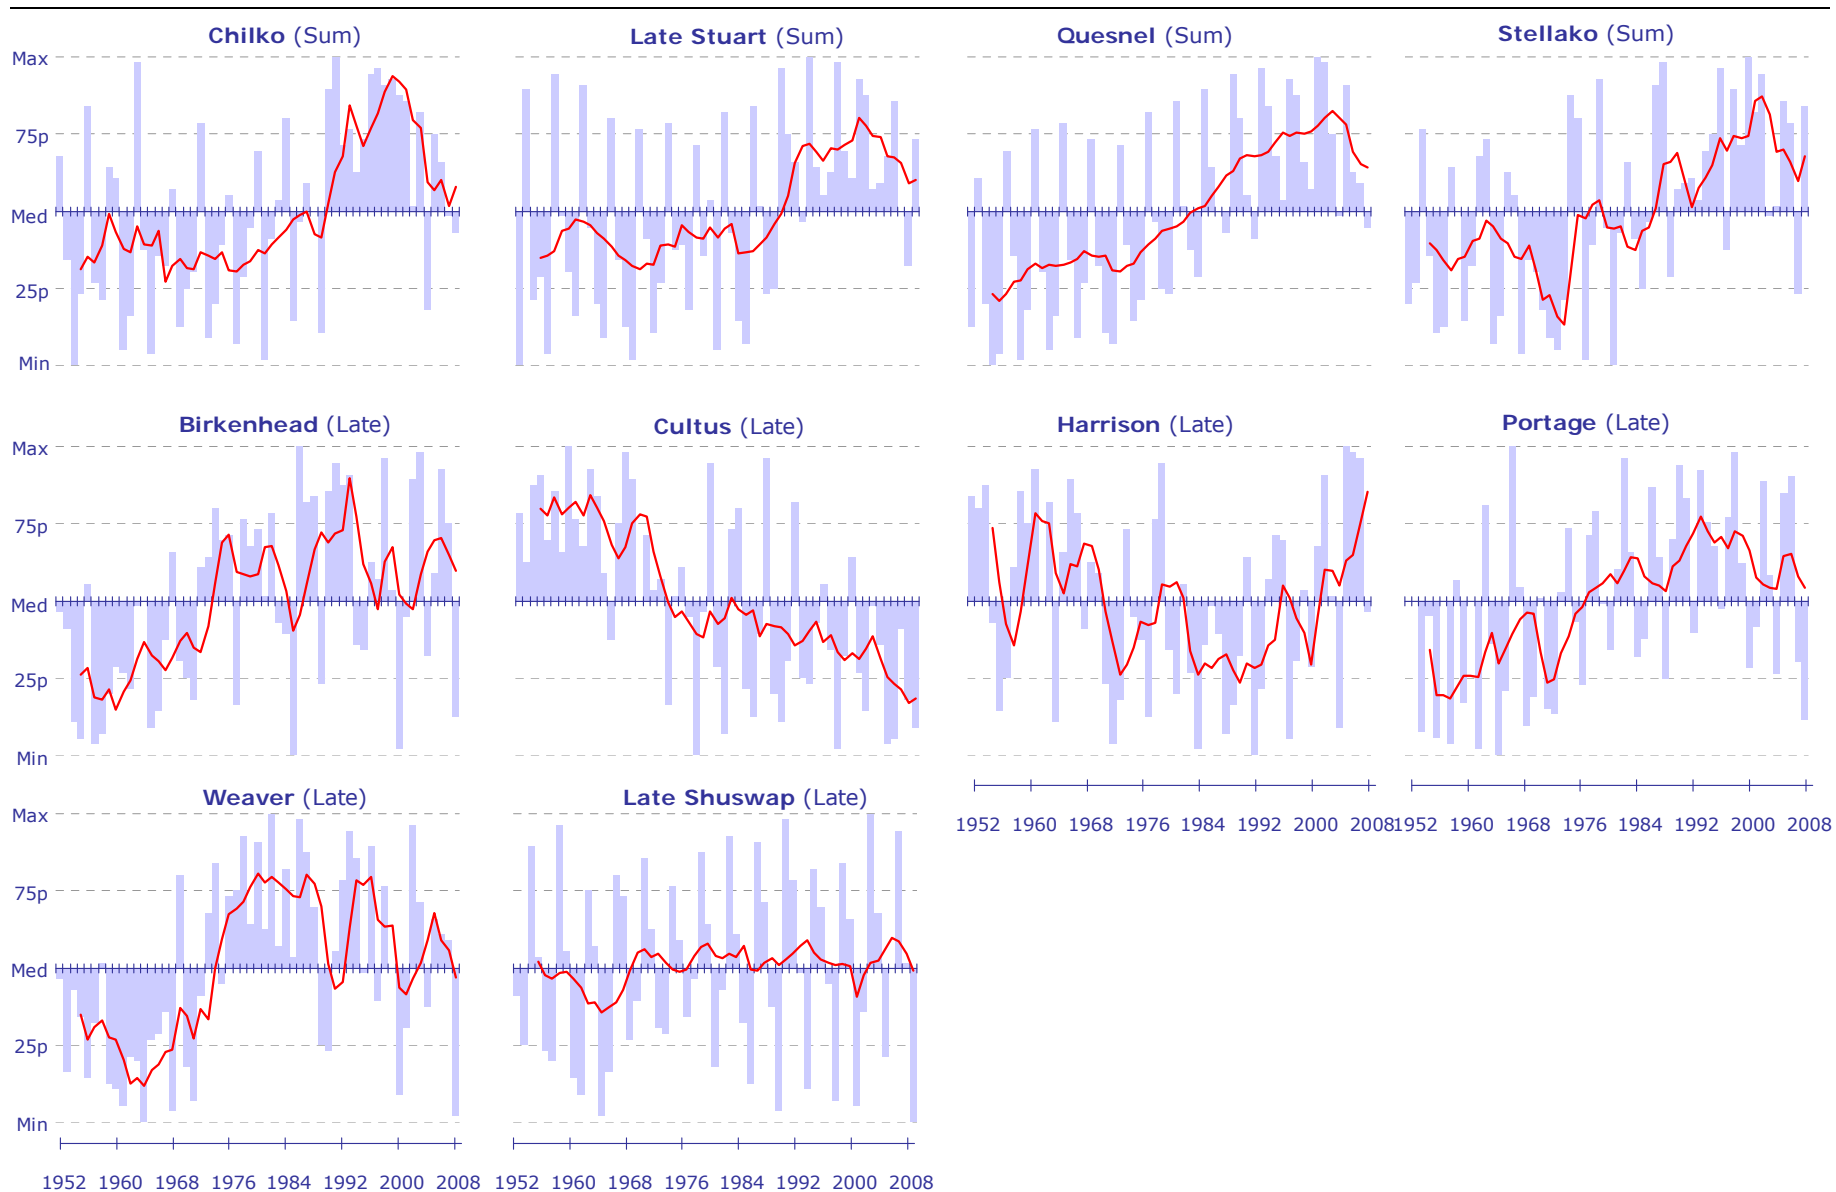 Chilko (Sum)
Late Stuart (Sum)
Quesnel (Sum)
Stellako (Sum)
Max
75p
Med
25p
Min
Birkenhead (Late)
Cultus (Late)
Harrison (Late)
Portage (Late)
Max
75p
Med
25p
Min
1952 1960 1968 1976 1984 1992 2000 2008
1952 1960 1968 1976 1984 1992 2000 2008
Weaver (Late)
Late Shuswap (Late)
Max
75p
Med
25p
Min
1952 1960 1968 1976 1984 1992 2000 2008
1952 1960 1968 1976 1984 1992 2000 2008